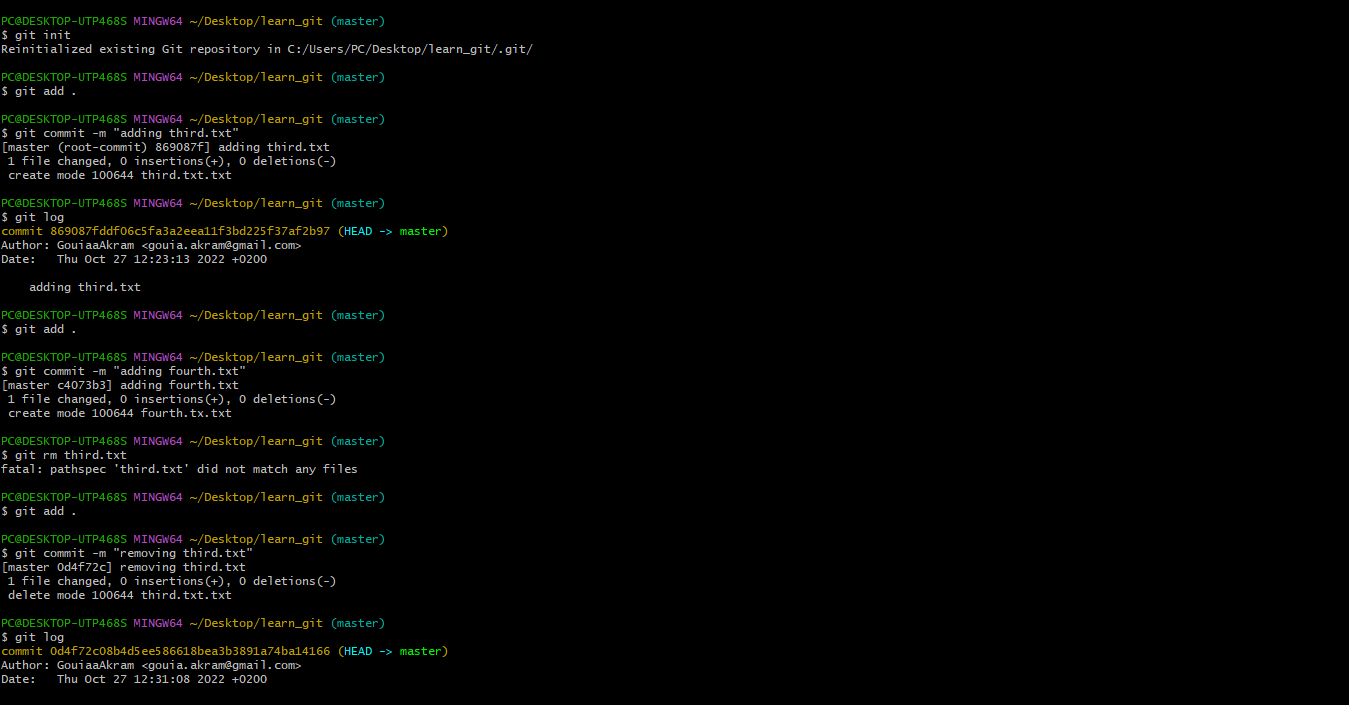 PC@DESKTOP-UTP468S MINGW64 ~/Desktop/learn_git (master)
$ git init
Reinitialized existing Git repository in C:/Users/PC/Desktop/learn_git/.git/
PC@DESKTOP-UTP468S MINGW64 ~/Desktop/learn_git (master)
$ git add .
PC@DESKTOP-UTP468S MINGW64 ~/Desktop/learn_git (master)
$ git commit -m "adding third.txt"
[master (root-commit) 869087f] adding third.txt
 1 file changed, 0 insertions(+), 0 deletions(-)
 create mode 100644 third.txt.txt
PC@DESKTOP-UTP468S MINGW64 ~/Desktop/learn_git (master)
$ git log
commit 869087fddf06c5fa3a2eea11f3bd225f37af2b97 (HEAD -> master)
Author: GouiaaAkram <gouia.akram@gmail.com>
Date:   Thu Oct 27 12:23:13 2022 +0200
    adding third.txt
PC@DESKTOP-UTP468S MINGW64 ~/Desktop/learn_git (master)
$ git add .
PC@DESKTOP-UTP468S MINGW64 ~/Desktop/learn_git (master)
$ git commit -m "adding fourth.txt"
[master c4073b3] adding fourth.txt
 1 file changed, 0 insertions(+), 0 deletions(-)
 create mode 100644 fourth.tx.txt
PC@DESKTOP-UTP468S MINGW64 ~/Desktop/learn_git (master)
$ git rm third.txt
fatal: pathspec 'third.txt' did not match any files
PC@DESKTOP-UTP468S MINGW64 ~/Desktop/learn_git (master)
$ git add .
PC@DESKTOP-UTP468S MINGW64 ~/Desktop/learn_git (master)
$ git commit -m "removing third.txt"
[master 0d4f72c] removing third.txt
 1 file changed, 0 insertions(+), 0 deletions(-)
 delete mode 100644 third.txt.txt
PC@DESKTOP-UTP468S MINGW64 ~/Desktop/learn_git (master)
$ git log
commit 0d4f72c08b4d5ee586618bea3b3891a74ba14166 (HEAD -> master)
Author: GouiaaAkram <gouia.akram@gmail.com>
Date:   Thu Oct 27 12:31:08 2022 +0200